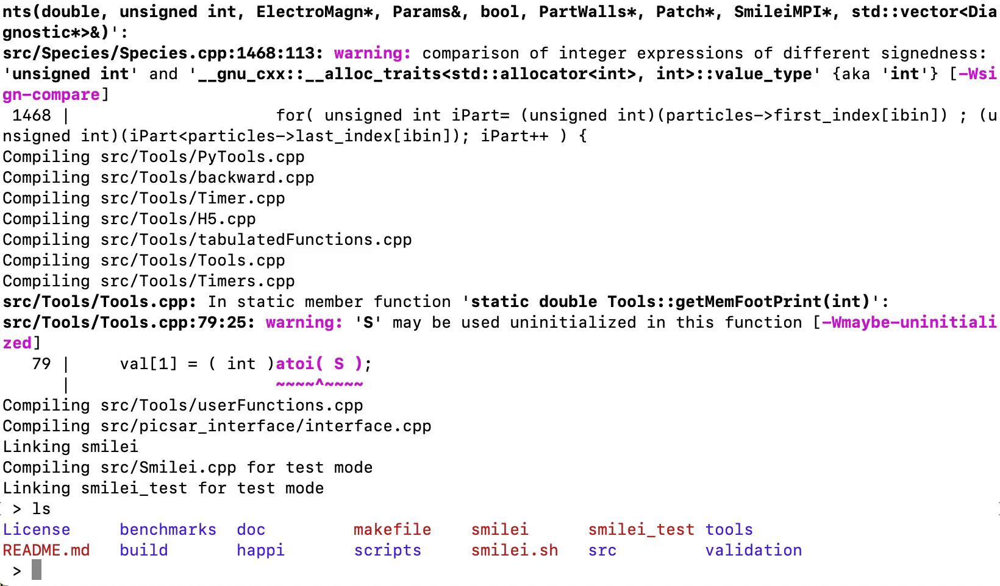 nts(double, unsigned int, ElectroMagn*, Params&, bool, PartWalls*, Patch*, SmileiMPI*, std::vector<Dia
gnostic*>&)':
src/Species/Species.cpp:1468:113: warning: comparison of integer expressions of different signedness:
'unsigned int' and '__gnu_cxx::__alloc_traits<std::allocator<int>, int>::value_type' {aka 'int'} [-Wsi
gn-compare]
 1468 |                     for( unsigned int iPart= (unsigned int)(particles->first_index[ibin]) ; (u
nsigned int)(iPart<particles->last_index[ibin]); iPart++ ) {
Compiling src/Tools/PyTools.cpp
Compiling src/Tools/backward.cpp
Compiling src/Tools/Timer.cpp
Compiling src/Tools/H5.cpp
Compiling src/Tools/tabulatedFunctions.cpp
Compiling src/Tools/Tools.cpp
Compiling src/Tools/Timers.cpp
src/Tools/Tools.cpp: In static member function 'static double Tools::getMemFootPrint(int)':
src/Tools/Tools.cpp:79:25: warning: 'S' may be used uninitialized in this function [-Wmaybe-uninitiali
zed]
   79 |     val[1] = ( int )atoi( S );
      |                     ~~~~^~~~~
Compiling src/Tools/userFunctions.cpp
Compiling src/picsar_interface/interface.cpp
Linking smilei
Compiling src/Smilei.cpp for test mode
Linking smilei_test for test mode
 > ls
License     benchmarks  doc         makefile    smilei      smilei_test tools
README.md   build       happi       scripts     smilei.sh   src         validation
 >